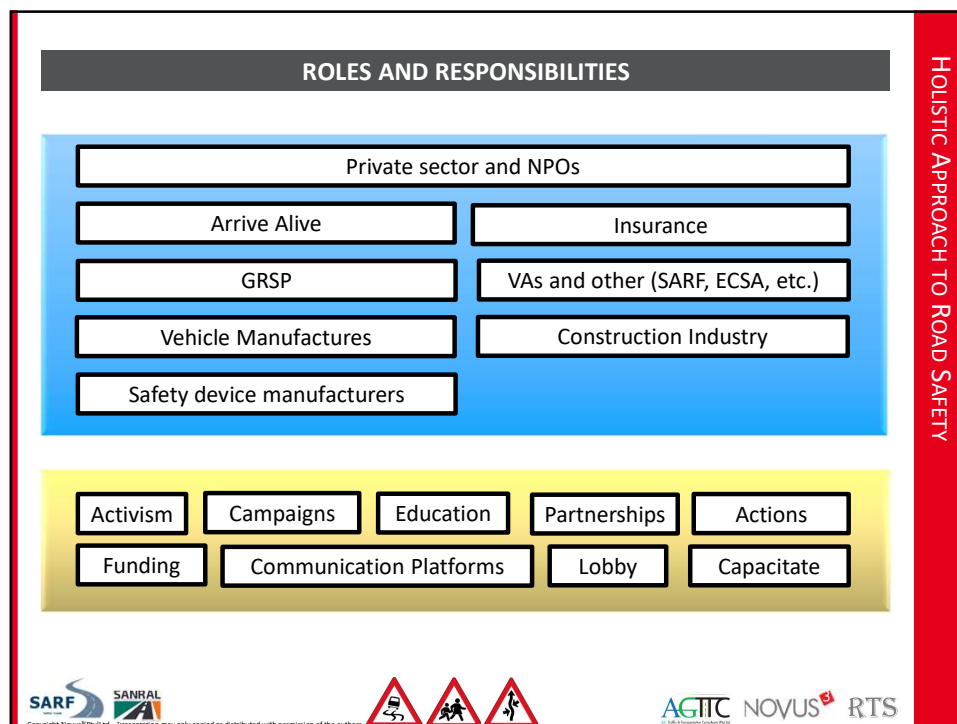 ROLES AND RESPONSIBILITIES
HOLISTIC APPROACH TO ROAD SAFETY
Private sector and NPOs
Arrive Alive
Insurance
GRSP
VAs and other (SARF, ECSA, etc.)
Vehicle Manufactures
Construction Industry
Safety device manufacturers
Activism
Campaigns
Education
Partnerships
Actions
Funding
Communication Platforms
Lobby
Capacitate
SARF
SANRAL
AGTTC
NOVUS3
RTS